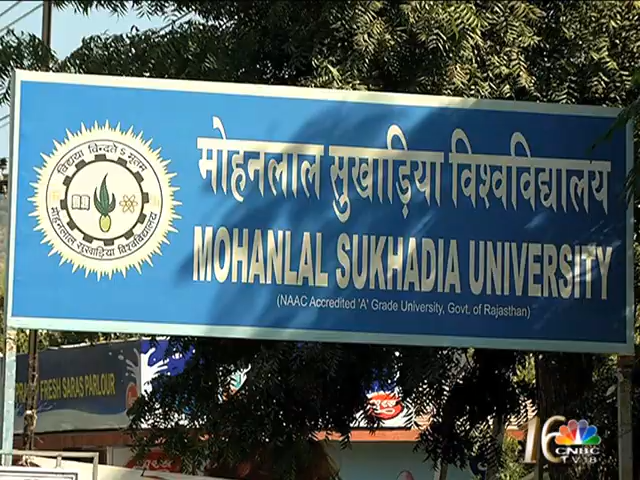 मोहनलाल सुखाड़िया विश्वविद्यालय
MOHANLAL SUKHADIA UNIVERSITY
(NAAC Accredited 'A' Grade University, Govt. of Rajasthan)
विद्यया विन्दतेऽमृतम्
मोहनलाल सुखाड़िया विश्वविद्यालय
FRESH SARAS PARLOUR
16
CNBC
TV18